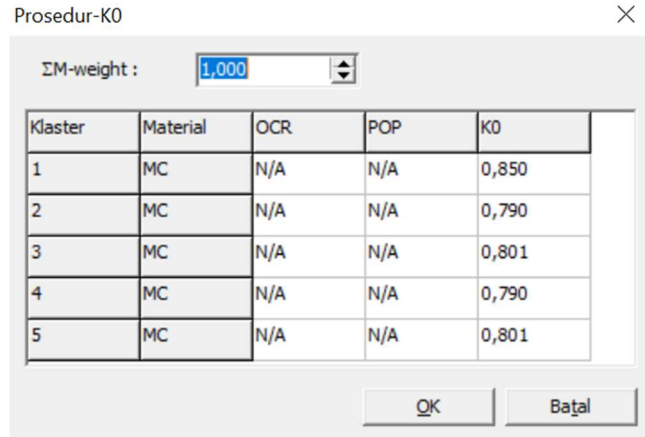 Prosedur-K0
ΣM-weight : 1,000
Klaster Material OCR POP K0
1 MC N/A N/A 0,850
2 MC N/A N/A 0,790
3 MC N/A N/A 0,801
4 MC N/A N/A 0,790
5 MC N/A N/A 0,801
OK Batal